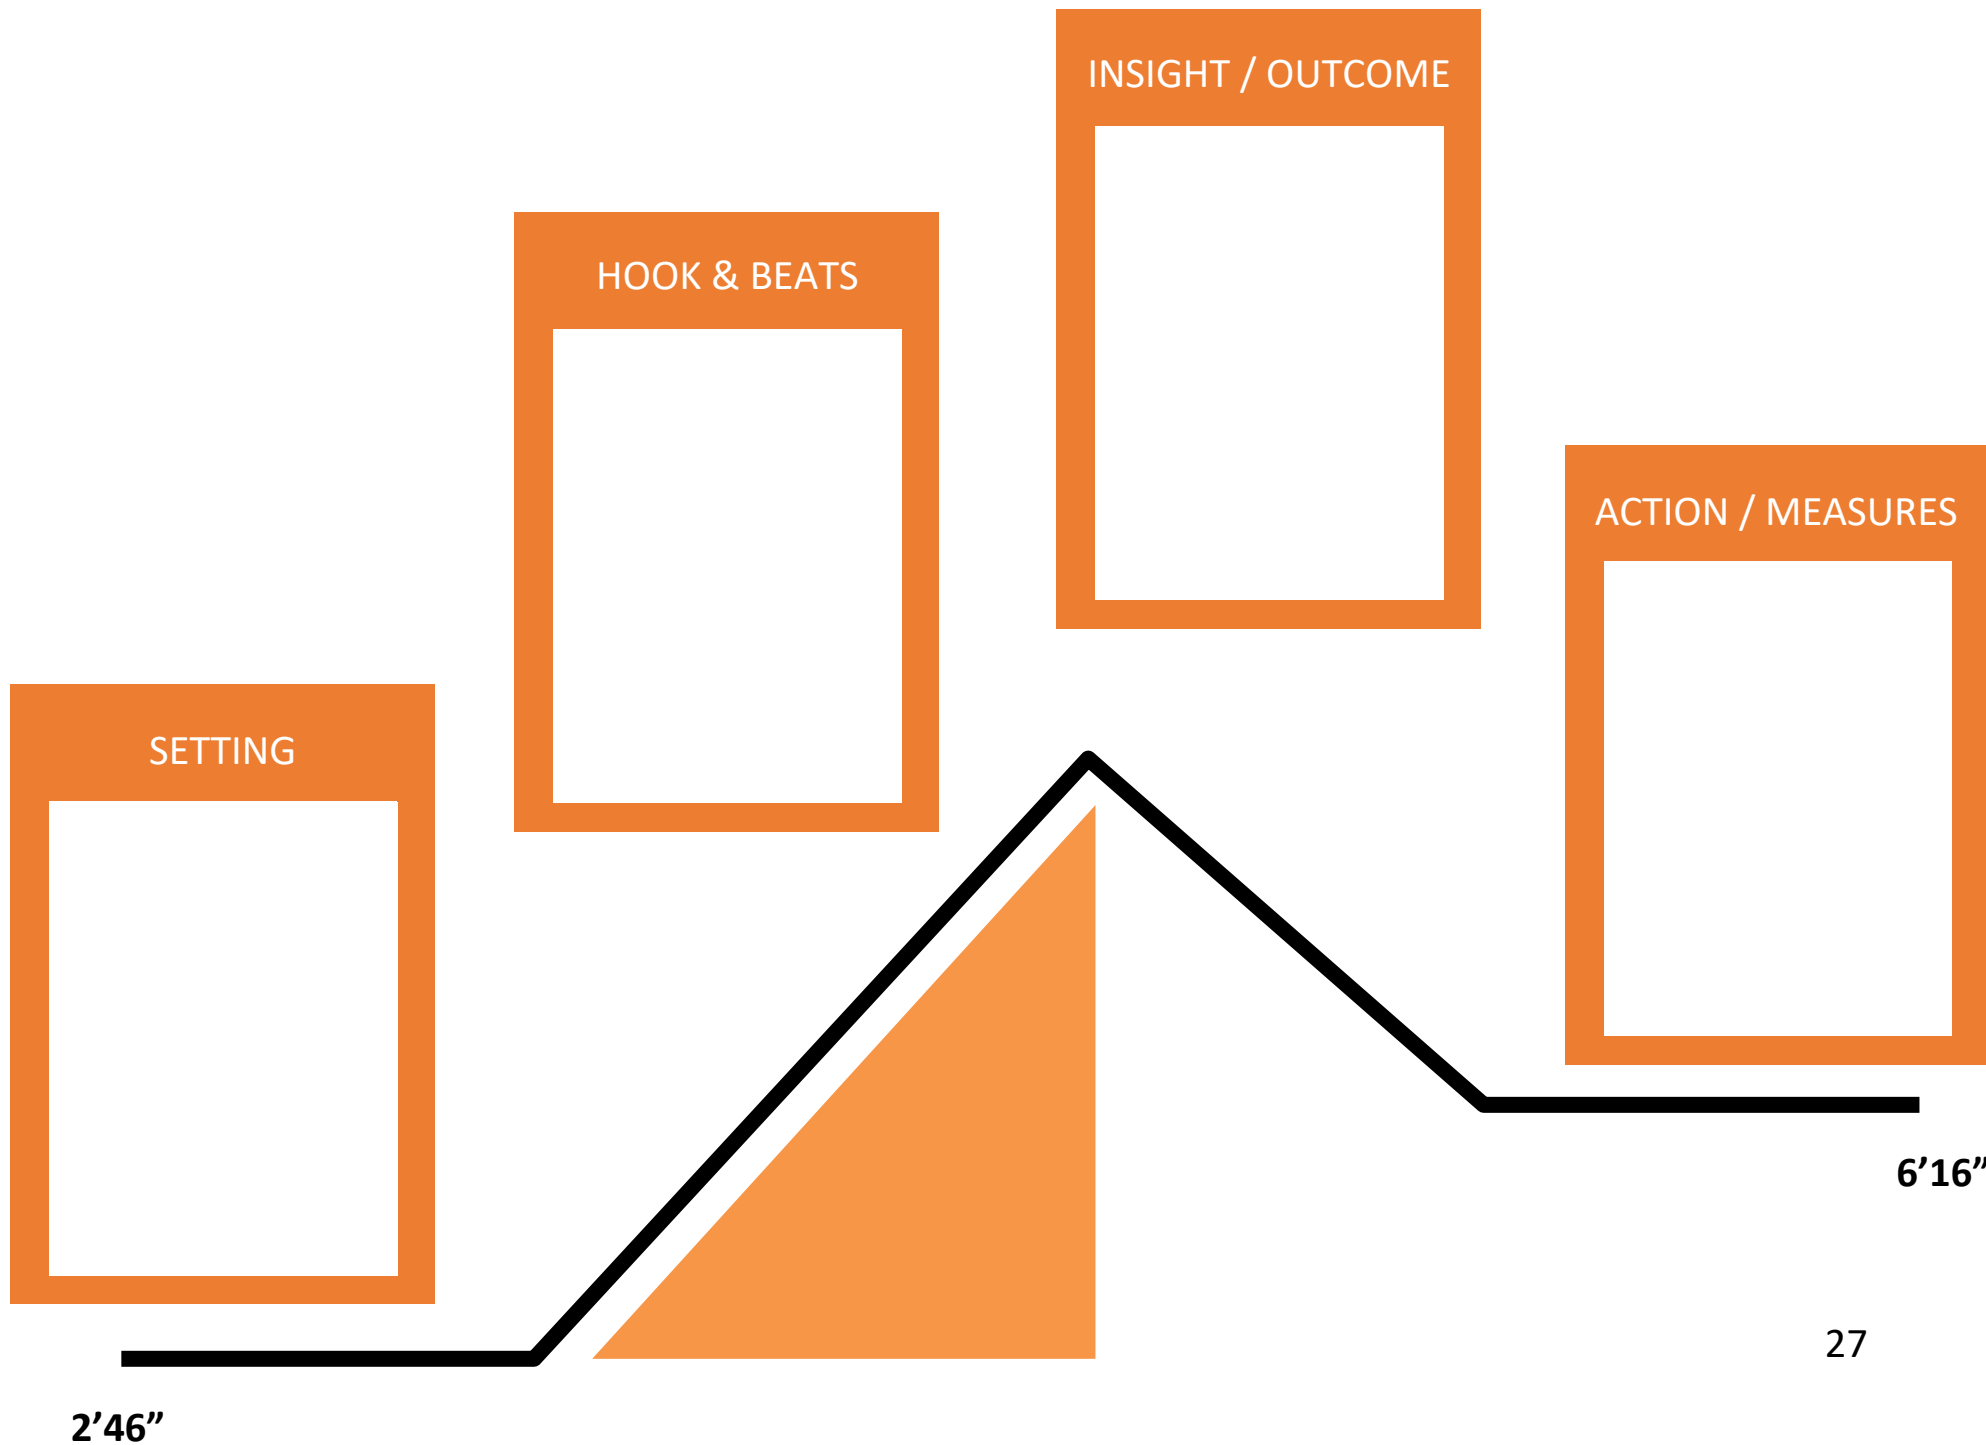 INSIGHT / OUTCOME
HOOK & BEATS
ACTION / MEASURES
SETTING
6’16”
27
2’46”